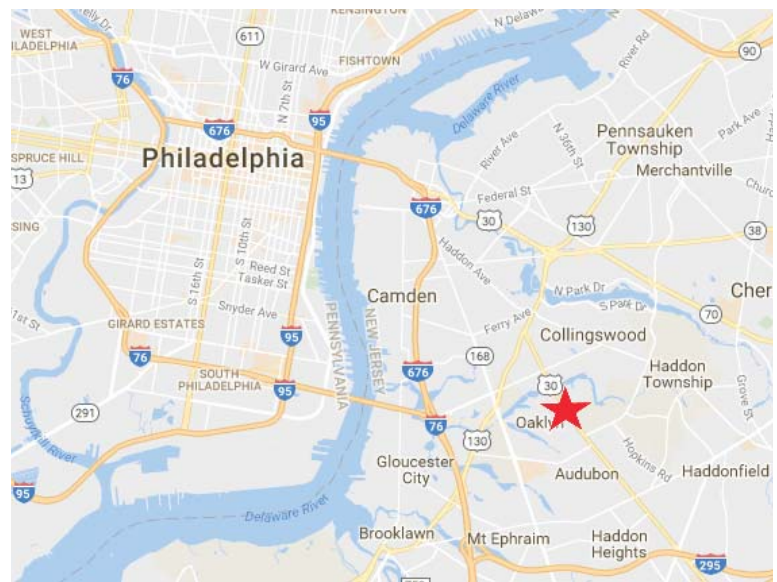 KENSINGTON
N Delaware Ave
Kelly Dr
WEST
PHILADELPHIA
611
FISHTOWN
River Rd
90
W Girard Ave
76
N 7th St
95
Delaware River
676
N 36th St
Park Ave
River Ave
Pennsauken
Township
SPRUCE HILL
Philadelphia
Merchantville
13
Federal St
676
30
130
38
Haddon Ave
S 10th St
S 16th St
Reed St
Tasker St
Camden
N Park Dr
S Park Dr
Snyder Ave
1st St
GIRARD ESTATES
PENNSYLVANIA
NEW JERSEY
Ferry Ave
70
95
Collingswood
76
168
SOUTH
PHILADELPHIA
676
Haddon
Township
95
30
Grove St
291
76
Schuylkill River
130
Hopkins Rd
Gloucester
City
Audubon
Haddonfield
95
Delaware River
Brooklawn
Mt Ephraim
Haddon
Heights
295